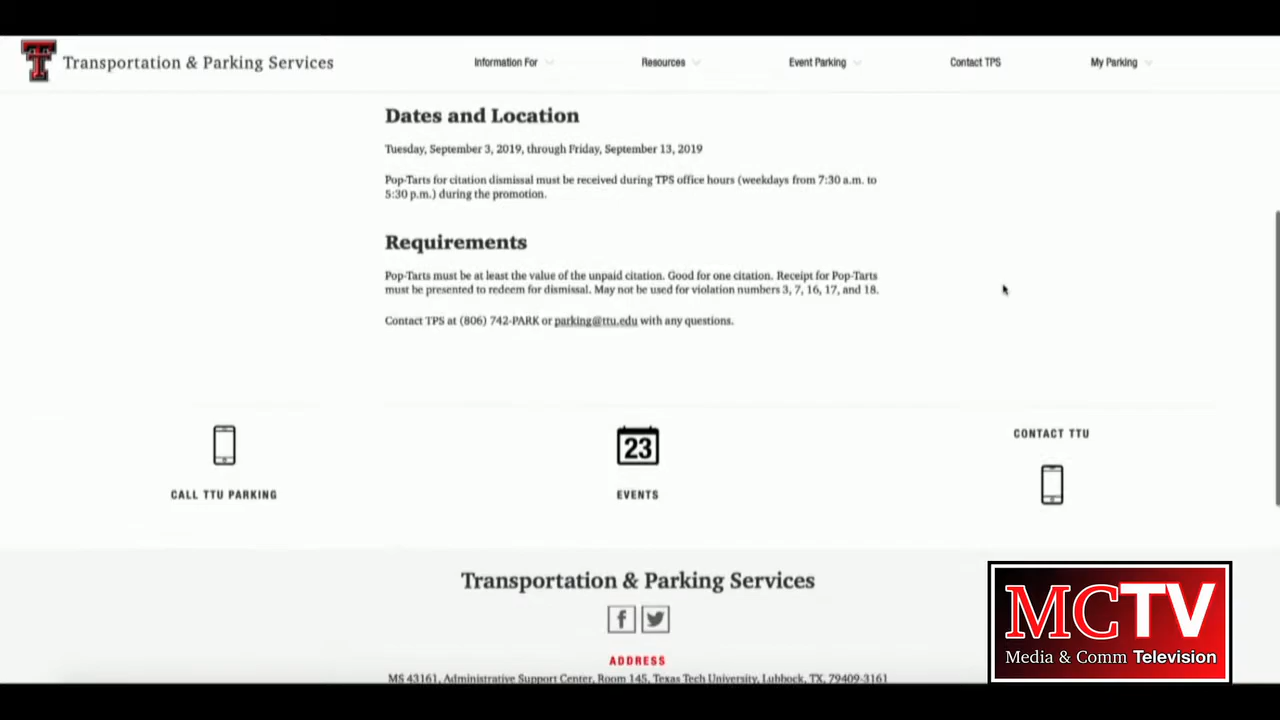 Transportation & Parking Services
Information For
Resources
Event Parking
Contact TPS
My Parking
Dates and Location
Tuesday, September 3, 2019, through Friday, September 13, 2019
Pop-Tarts for citation dismissal must be received during TPS office hours (weekdays from 7:30 a.m. to
5:30 p.m.) during the promotion.
Requirements
Pop-Tarts must be at least the value of the unpaid citation. Good for one citation. Receipt for Pop-Tarts
must be presented to redeem for dismissal. May not be used for violation numbers 3, 7, 16, 17, and 18.
Contact TPS at (806) 742-PARK or parking@ttu.edu with any questions.
CALL TTU PARKING
23
EVENTS
CONTACT TTU
Transportation & Parking Services
ADDRESS
MS 43161, Administrative Support Center, Room 145, Texas Tech University, Lubbock, TX, 79409-3161
MCTV
Media & Comm Television